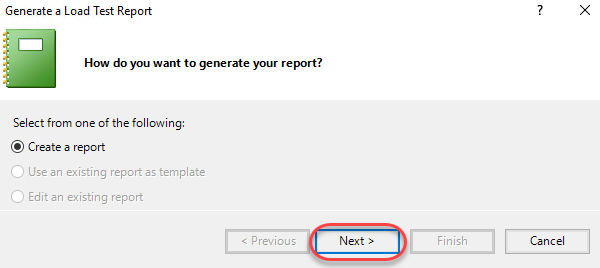 Generate a Load Test Report
?
How do you want to generate your report?
Select from one of the following:
Create a report
Use an existing report as template
Edit an existing report
< Previous Next > Finish Cancel